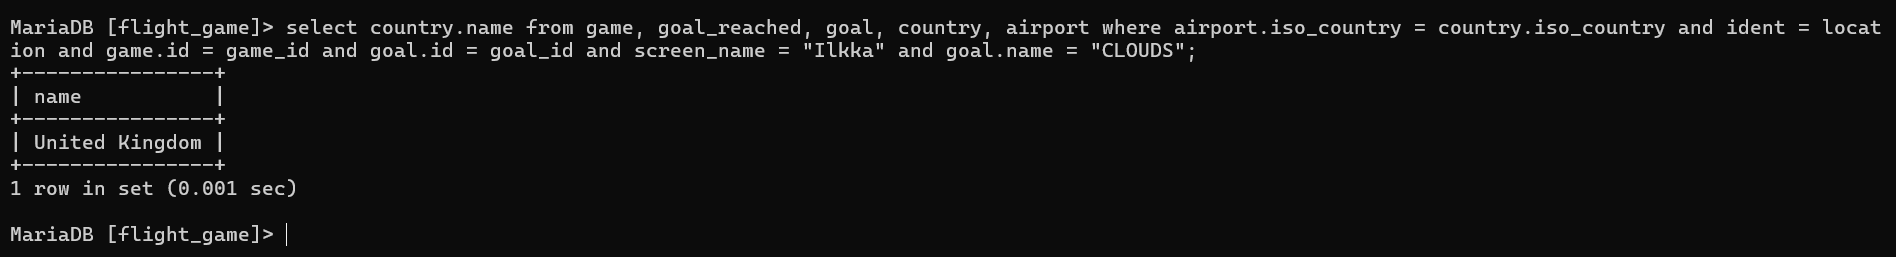 MariaDB [flight_game]> select country.name from game, goal_reached, goal, country, airport where airport.iso_country = country.iso_country and ident = locat
ion and game.id = game_id and goal.id = goal_id and screen_name = "Ilkka" and goal.name = "CLOUDS";
+----------------+
| name           |
+----------------+
| United Kingdom |
+----------------+
1 row in set (0.001 sec)
MariaDB [flight_game]>